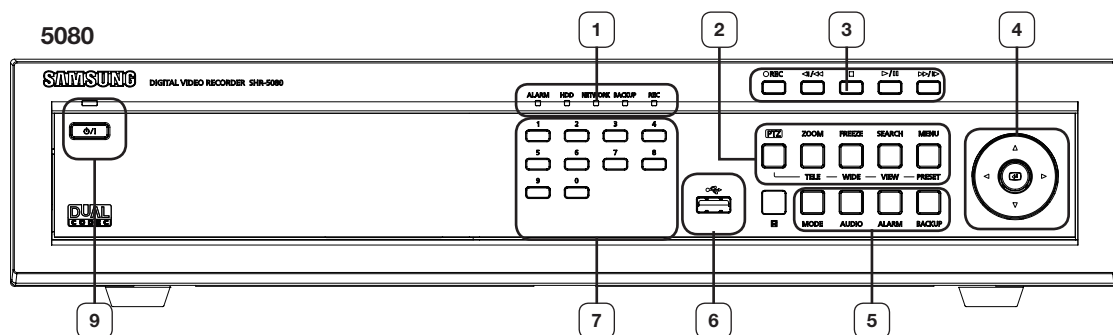 5080
1 2 3 4
SAMSUNG DIGITAL VIDEO RECORDER SHR-5080
ALARM HDD NETWORK BACKUP REC
REC
1 2 3 4
5 6 7 8
9 0
PTZ ZOOM FREEZE SEARCH MENU
TELE WIDE VIEW PRESET
MODE AUDIO ALARM BACKUP
DUAL
CODEC
9 7 6 5